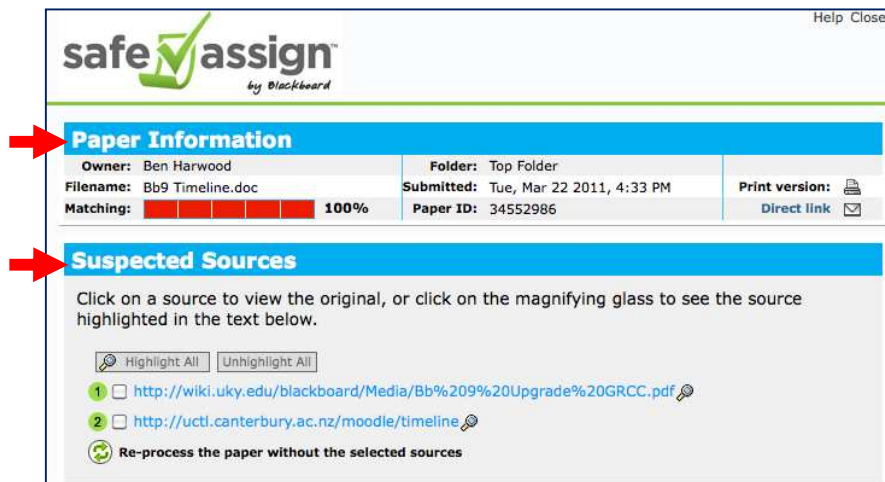 Help Close
safe assign™
by Blackboard
Paper Information
Owner: Ben Harwood Folder: Top Folder
Filename: Bb9 Timeline.doc Submitted: Tue, Mar 22 2011, 4:33 PM Print version:
Matching: 100% Paper ID: 34552986 Direct link
Suspected Sources
Click on a source to view the original, or click on the magnifying glass to see the source
highlighted in the text below.
Highlight All Unhighlight All
1 http://wiki.uky.edu/blackboard/Media/Bb%209%20Upgrade%20GRCC.pdf
2 http://uctl.canterbury.ac.nz/moodle/timeline
Re-process the paper without the selected sources